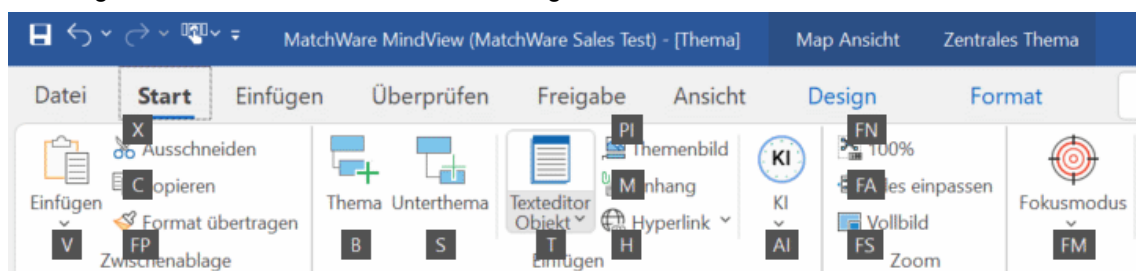 MatchWare MindView (MatchWare Sales Test) - [Thema] Map Ansicht Zentrales Thema
Datei Start Einfügen Überprüfen Freigabe Ansicht Design Format
X PI FN
Ausschneiden Themenbild KI 100%
C opieren M nhang FA les einpassen
Einfügen Thema Unterthema Texteditor Objekt KI Fokusmodus
Format übertragen Hyperlink Vollbild
V FP B S T H AI FS FM
Zwischenablage Einfügen Zoom